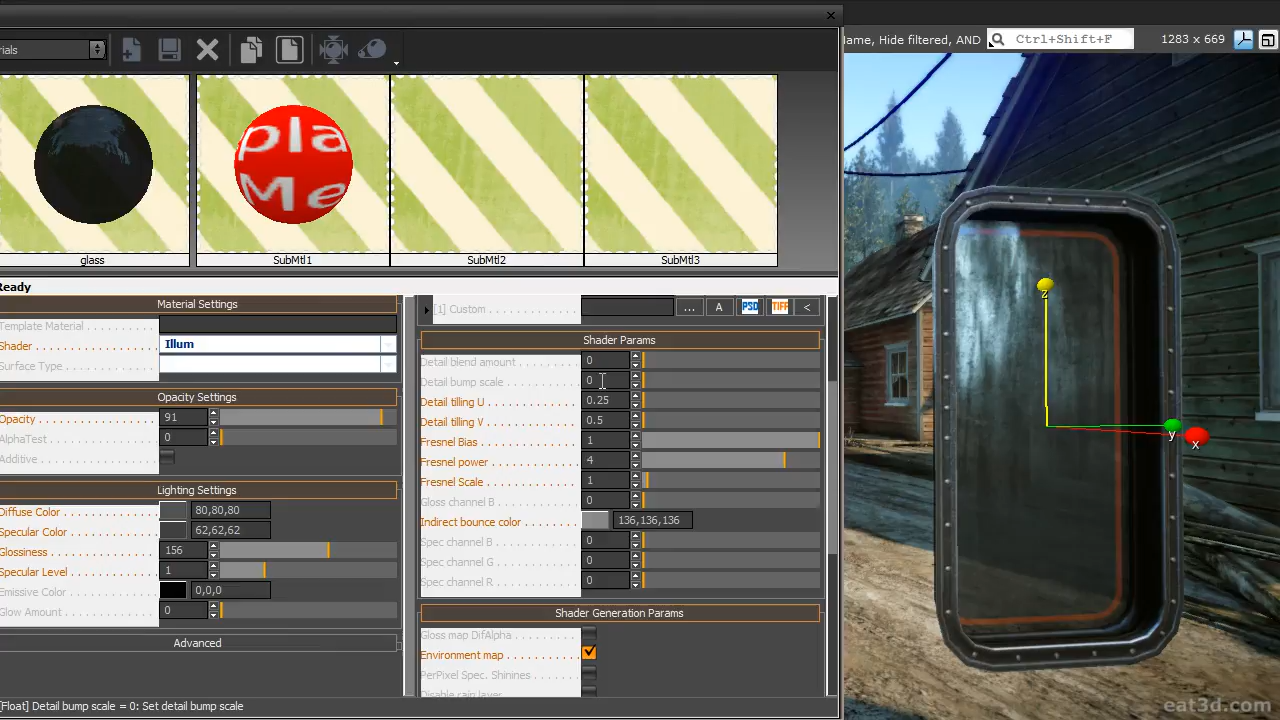 ame, Hide filtered, AND
Ctrl+Shift+F
1283 x 669
rials
pla
Me
glass
SubMtl1
SubMtl2
SubMtl3
Ready
Material Settings
Template Material
Shader
Illum
Surface Type
Opacity Settings
Opacity
91
AlphaTest
0
Additive
Lighting Settings
Diffuse Color
80,80,80
Specular Color
62,62,62
Glossiness
156
Specular Level
1
Emissive Color
0,0,0
Glow Amount
0
Advanced
[1] Custom
...
A
PSD
TIFF
<
Shader Params
Detail blend amount
0
Detail bump scale
0
Detail tilling U
0.25
Detail tilling V
0.5
Fresnel Bias
1
Fresnel power
4
Fresnel Scale
1
Gloss channel B
0
Indirect bounce color
136,136,136
Spec channel B
0
Spec channel G
0
Spec channel R
0
Shader Generation Params
Gloss map DifAlpha
Environment map
PerPixel Spec. Shinines
Disable rain layer
z
y
x
[Float] Detail bump scale = 0: Set detail bump scale
eat3d.com